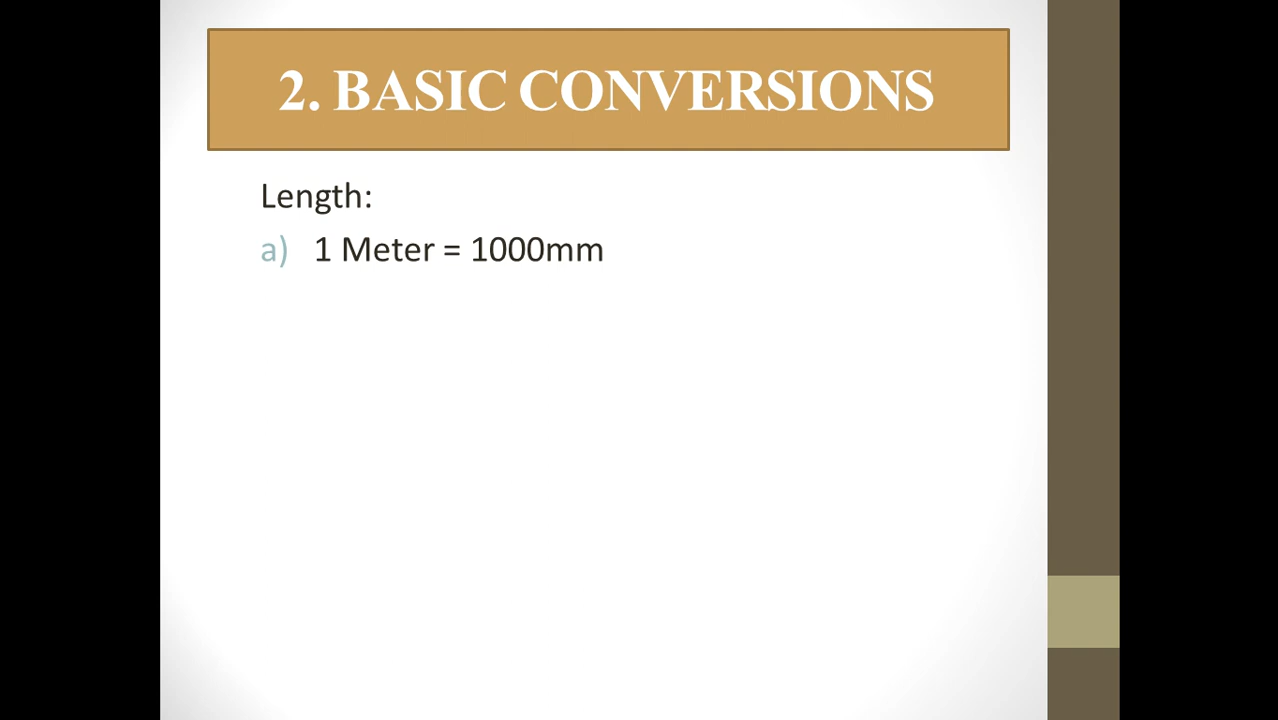 2. BASIC CONVERSIONS
Length:
a) 1 Meter = 1000mm